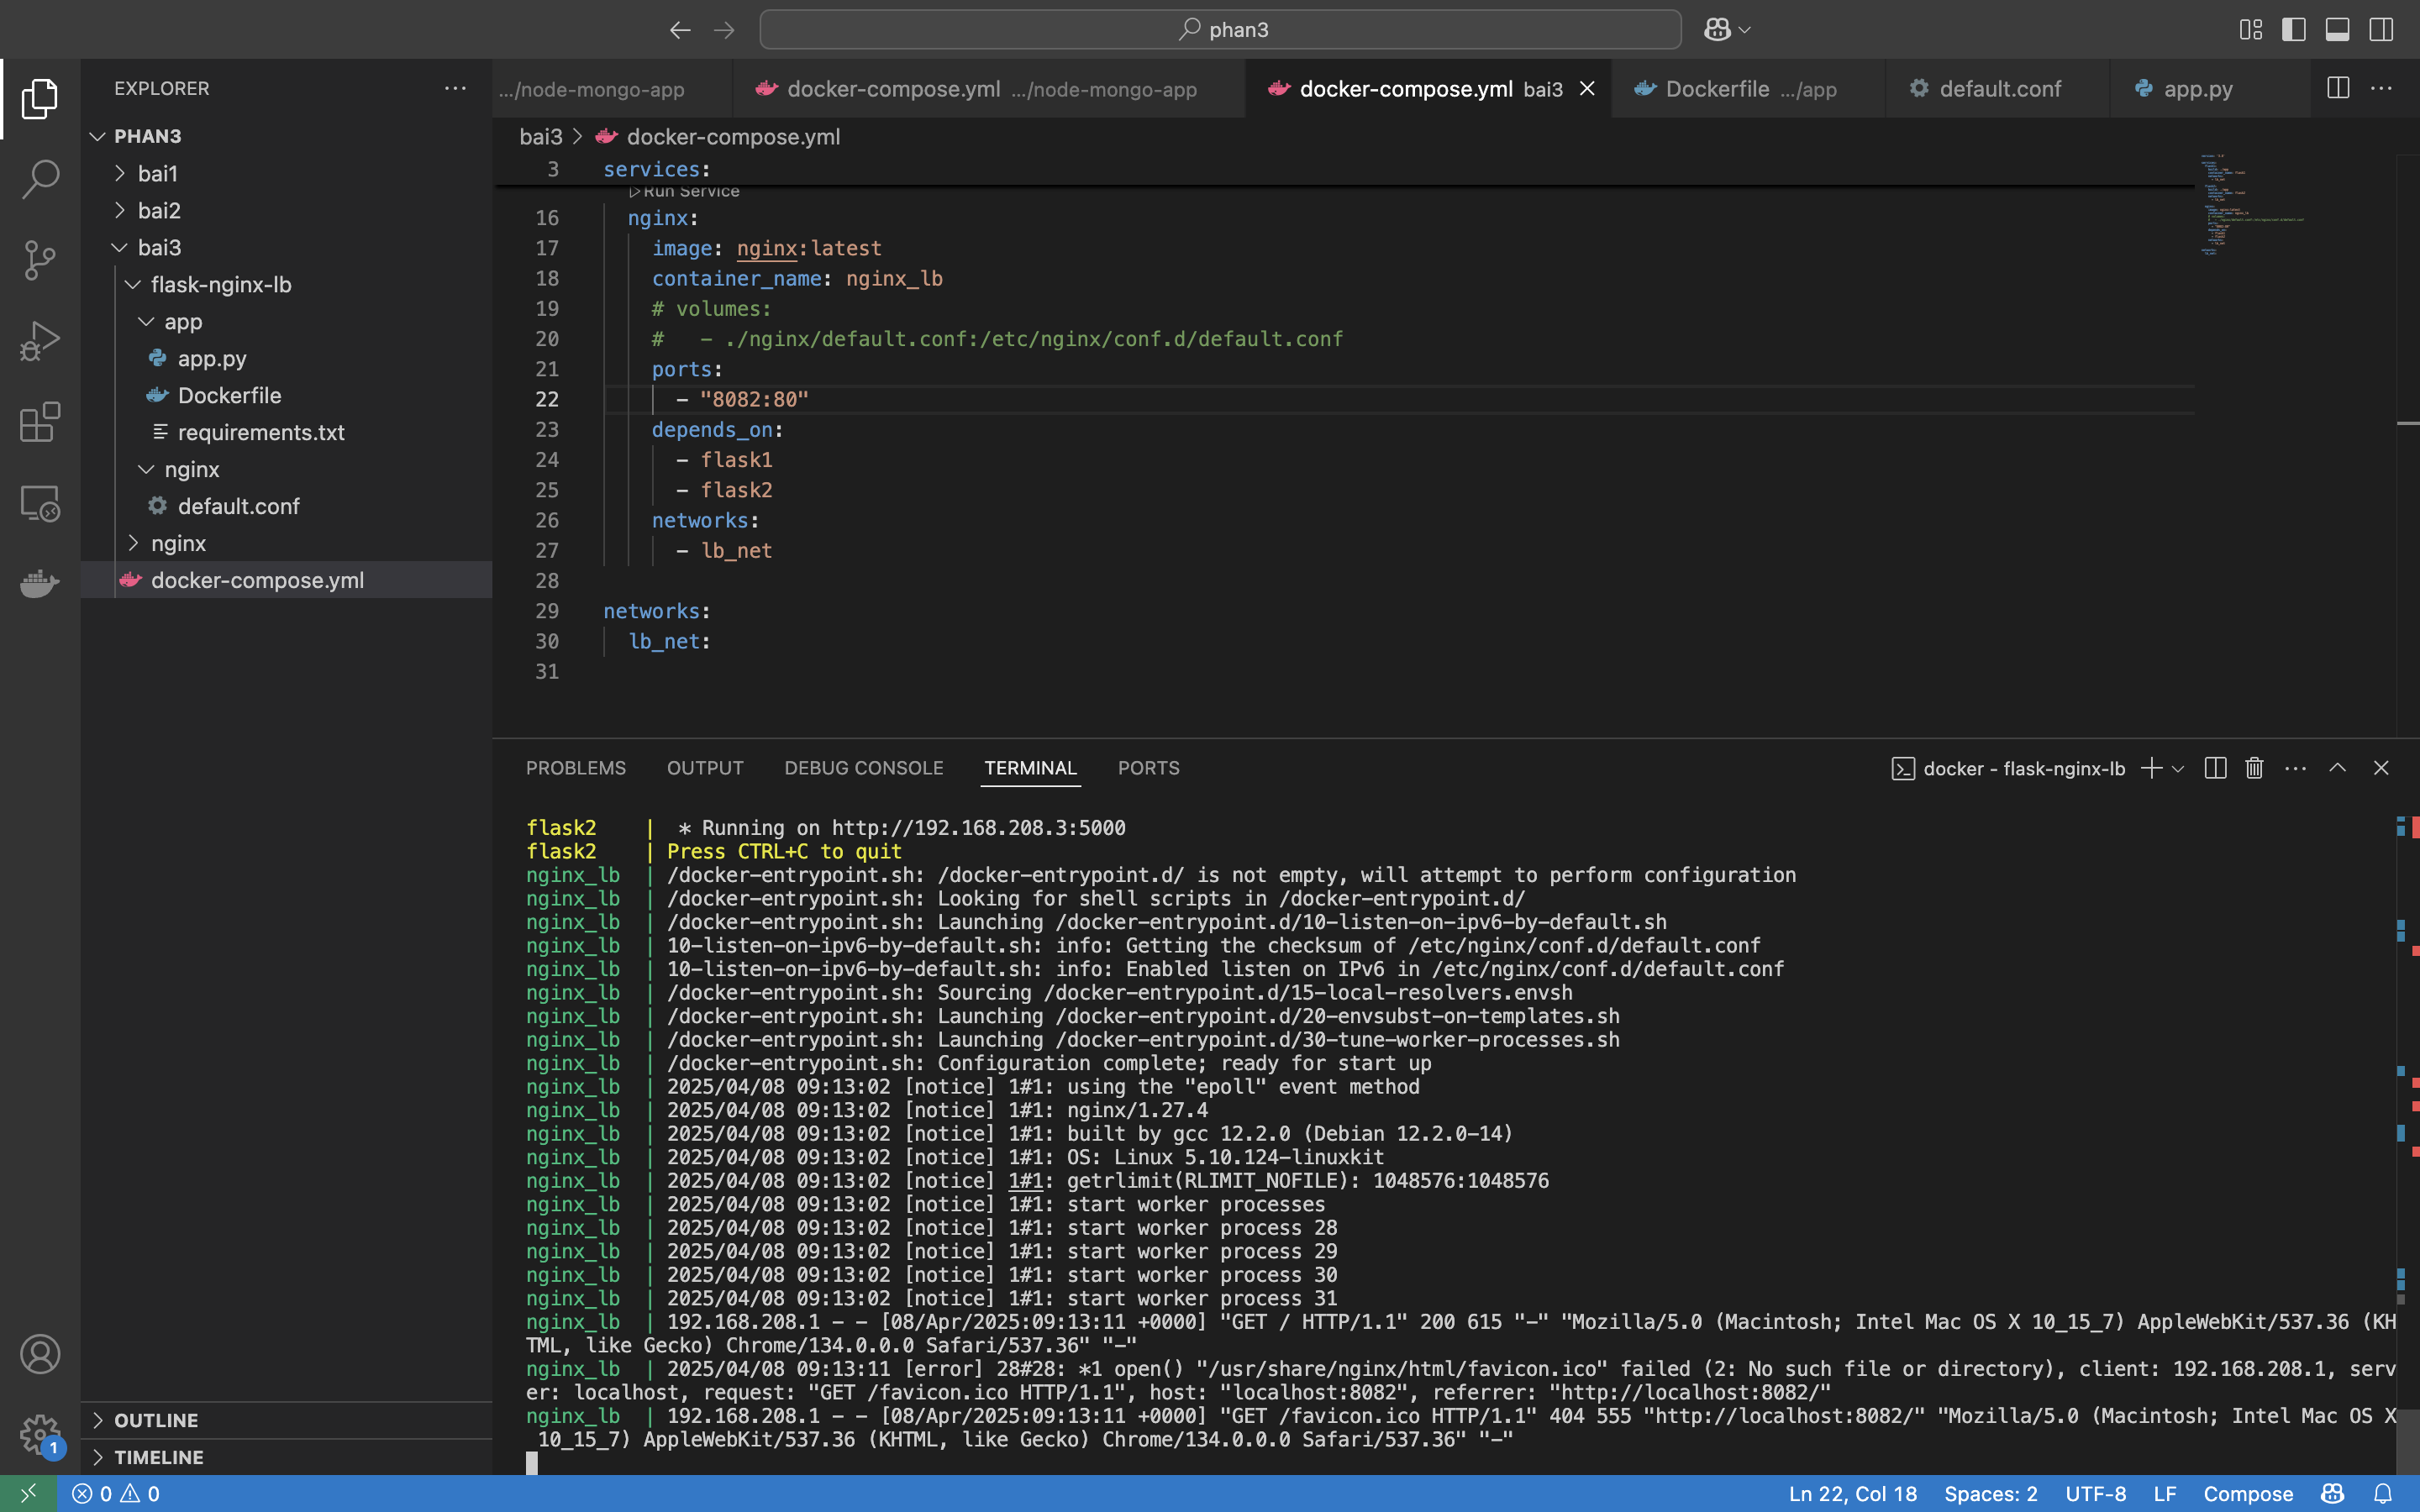 phan3
EXPLORER
PHAN3
bai1
bai2
bai3
flask-nginx-lb
app
app.py
Dockerfile
requirements.txt
nginx
default.conf
nginx
docker-compose.yml
OUTLINE
TIMELINE
.../node-mongo-app
docker-compose.yml .../node-mongo-app
docker-compose.yml bai3
Dockerfile .../app
default.conf
app.py
bai3 > docker-compose.yml
3 services:
Run Service
16 nginx:
17 image: nginx:latest
18 container_name: nginx_lb
19 # volumes:
20 #   - ./nginx/default.conf:/etc/nginx/conf.d/default.conf
21 ports:
22 - "8082:80"
23 depends_on:
24 - flask1
25 - flask2
26 networks:
27 - lb_net
28
29 networks:
30 lb_net:
31
PROBLEMS OUTPUT DEBUG CONSOLE TERMINAL PORTS
docker - flask-nginx-lb
flask2 | * Running on http://192.168.208.3:5000
flask2 | Press CTRL+C to quit
nginx_lb | /docker-entrypoint.sh: /docker-entrypoint.d/ is not empty, will attempt to perform configuration
nginx_lb | /docker-entrypoint.sh: Looking for shell scripts in /docker-entrypoint.d/
nginx_lb | /docker-entrypoint.sh: Launching /docker-entrypoint.d/10-listen-on-ipv6-by-default.sh
nginx_lb | 10-listen-on-ipv6-by-default.sh: info: Getting the checksum of /etc/nginx/conf.d/default.conf
nginx_lb | 10-listen-on-ipv6-by-default.sh: info: Enabled listen on IPv6 in /etc/nginx/conf.d/default.conf
nginx_lb | /docker-entrypoint.sh: Sourcing /docker-entrypoint.d/15-local-resolvers.envsh
nginx_lb | /docker-entrypoint.sh: Launching /docker-entrypoint.d/20-envsubst-on-templates.sh
nginx_lb | /docker-entrypoint.sh: Launching /docker-entrypoint.d/30-tune-worker-processes.sh
nginx_lb | /docker-entrypoint.sh: Configuration complete; ready for start up
nginx_lb | 2025/04/08 09:13:02 [notice] 1#1: using the "epoll" event method
nginx_lb | 2025/04/08 09:13:02 [notice] 1#1: nginx/1.27.4
nginx_lb | 2025/04/08 09:13:02 [notice] 1#1: built by gcc 12.2.0 (Debian 12.2.0-14)
nginx_lb | 2025/04/08 09:13:02 [notice] 1#1: OS: Linux 5.10.124-linuxkit
nginx_lb | 2025/04/08 09:13:02 [notice] 1#1: getrlimit(RLIMIT_NOFILE): 1048576:1048576
nginx_lb | 2025/04/08 09:13:02 [notice] 1#1: start worker processes
nginx_lb | 2025/04/08 09:13:02 [notice] 1#1: start worker process 28
nginx_lb | 2025/04/08 09:13:02 [notice] 1#1: start worker process 29
nginx_lb | 2025/04/08 09:13:02 [notice] 1#1: start worker process 30
nginx_lb | 2025/04/08 09:13:02 [notice] 1#1: start worker process 31
nginx_lb | 192.168.208.1 - - [08/Apr/2025:09:13:11 +0000] "GET / HTTP/1.1" 200 615 "-" "Mozilla/5.0 (Macintosh; Intel Mac OS X 10_15_7) AppleWebKit/537.36 (KH
TML, like Gecko) Chrome/134.0.0.0 Safari/537.36" "-"
nginx_lb | 2025/04/08 09:13:11 [error] 28#28: *1 open() "/usr/share/nginx/html/favicon.ico" failed (2: No such file or directory), client: 192.168.208.1, serv
er: localhost, request: "GET /favicon.ico HTTP/1.1", host: "localhost:8082", referrer: "http://localhost:8082/"
nginx_lb | 192.168.208.1 - - [08/Apr/2025:09:13:11 +0000] "GET /favicon.ico HTTP/1.1" 404 555 "http://localhost:8082/" "Mozilla/5.0 (Macintosh; Intel Mac OS X
10_15_7) AppleWebKit/537.36 (KHTML, like Gecko) Chrome/134.0.0.0 Safari/537.36" "-"
1
0 0
Ln 22, Col 18 Spaces: 2 UTF-8 LF Compose